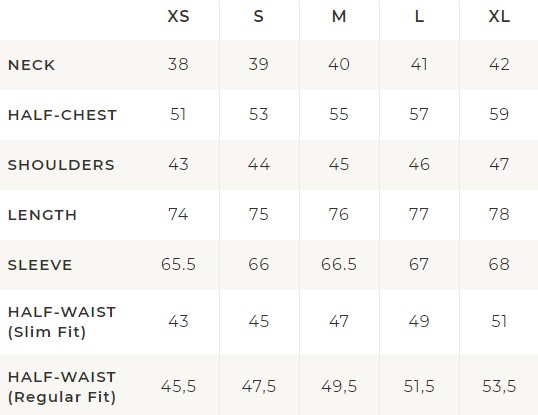 XS S M L XL
NECK 38 39 40 41 42
HALF-CHEST 51 53 55 57 59
SHOULDERS 43 44 45 46 47
LENGTH 74 75 76 77 78
SLEEVE 65.5 66 66.5 67 68
HALF-WAIST
(Slim Fit) 43 45 47 49 51
HALF-WAIST
(Regular Fit) 45,5 47,5 49,5 51,5 53,5